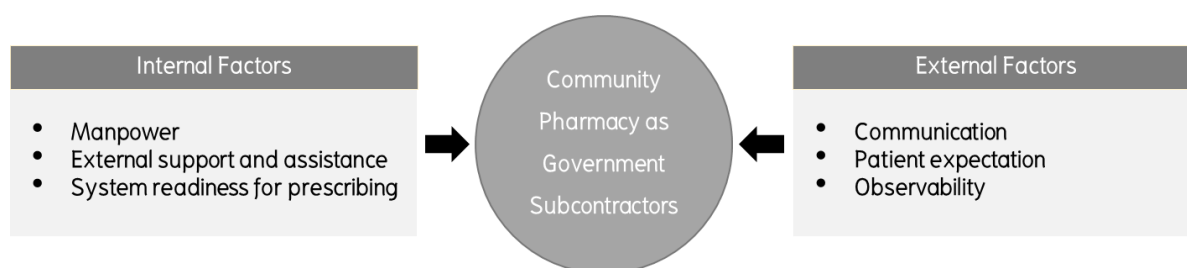 Internal Factors
• Manpower
• External support and assistance
• System readiness for prescribing
Community
Pharmacy as
Government
Subcontractors
External Factors
• Communication
• Patient expectation
• Observability